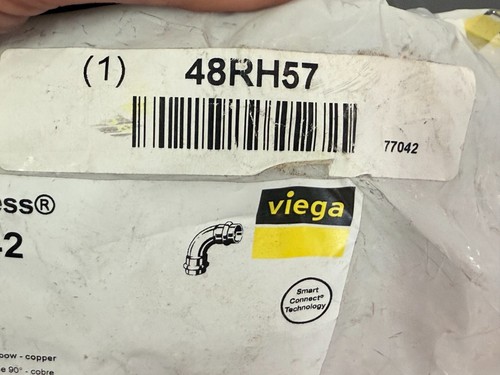 (1) 48RH57
77042
ess®
viega
2
Smart
Connect®
Technology
bow - copper
e 90° - cobre